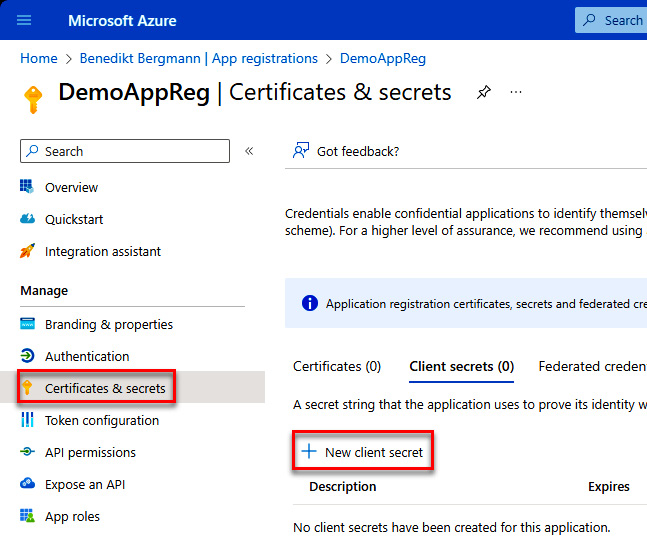 Microsoft Azure
Search
Home > Benedikt Bergmann | App registrations > DemoAppReg
DemoAppReg | Certificates & secrets
Search
Overview
Quickstart
Integration assistant
Manage
Branding & properties
Authentication
Certificates & secrets
Token configuration
API permissions
Expose an API
App roles
Got feedback?
Credentials enable confidential applications to identify themsel
scheme). For a higher level of assurance, we recommend using
Application registration certificates, secrets and federated cre
Certificates (0) Client secrets (0) Federated creden
A secret string that the application uses to prove its identity w
+ New client secret
Description Expires
No client secrets have been created for this application.